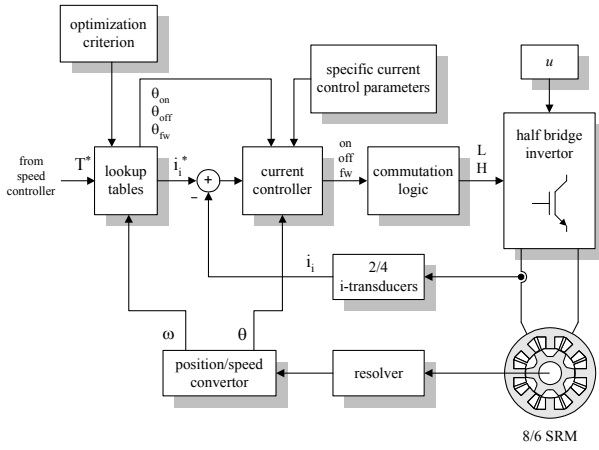 optimization
criterion
specific current
control parameters
u
θon
θoff
θfw
half bridge
invertor
from
speed
controller
T*
lookup
tables
ii*
+
−
current
controller
on
off
fw
commutation
logic
L
H
ii
2/4
i-transducers
ω
θ
position/speed
convertor
resolver
8/6 SRM